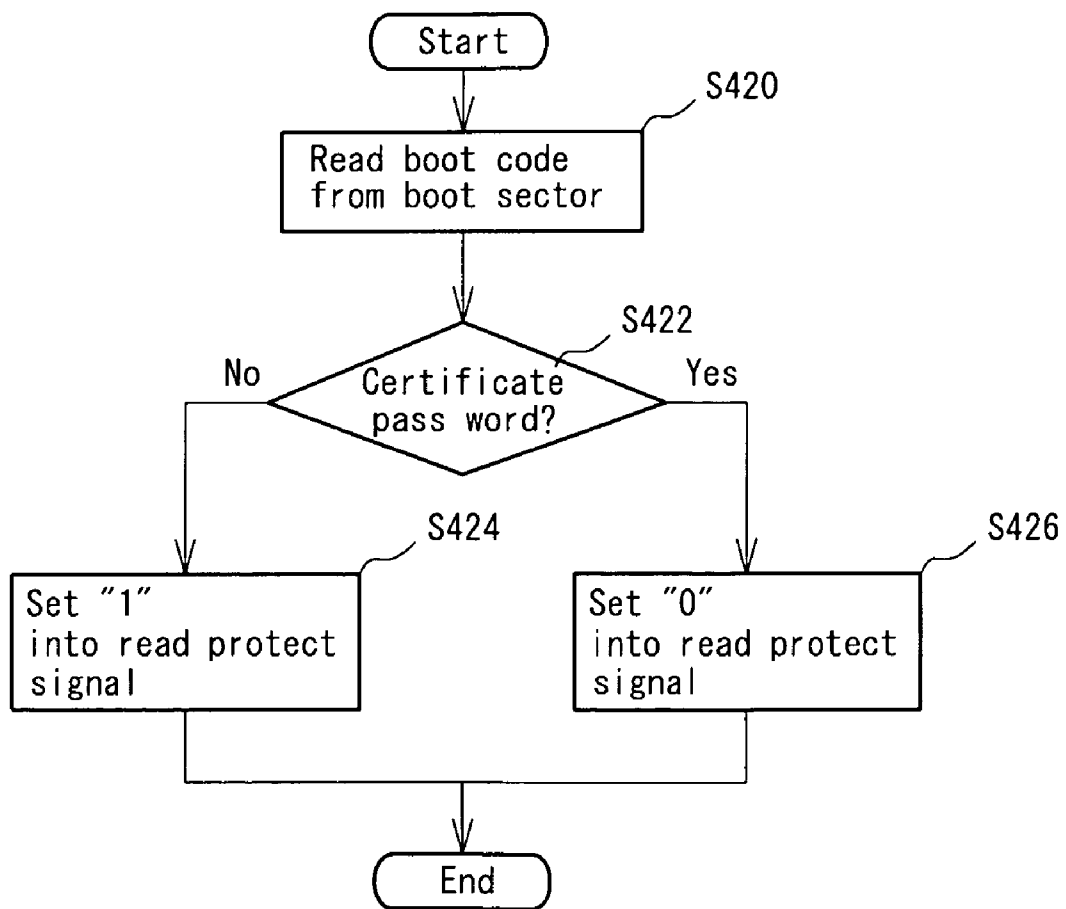 Start
S420
Read boot code
from boot sector
S422
No
Certificate
pass word?
Yes
S424
S426
Set "1"
into read protect
signal
Set "0"
into read protect
signal
End